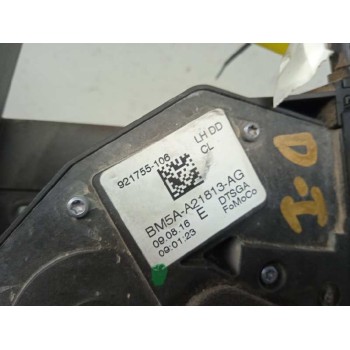 921755-106
LH DD
CL
BM5A-A21813-AG
09.08.16 E DTSGA
09:01:23 FoMoCo
I-D